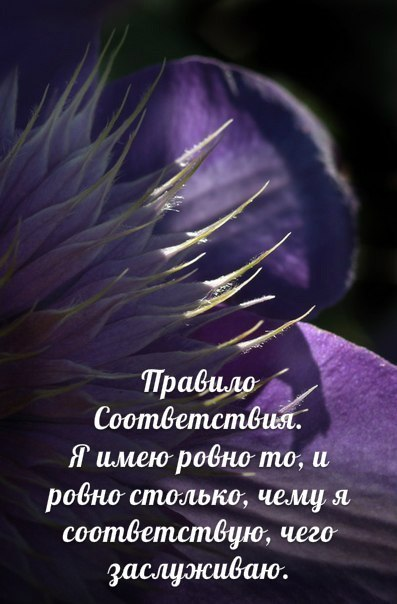 Правило
Соответствия.
Я имею ровно то, и
ровно столько, чему я
соответствую, чего
заслуживаю.